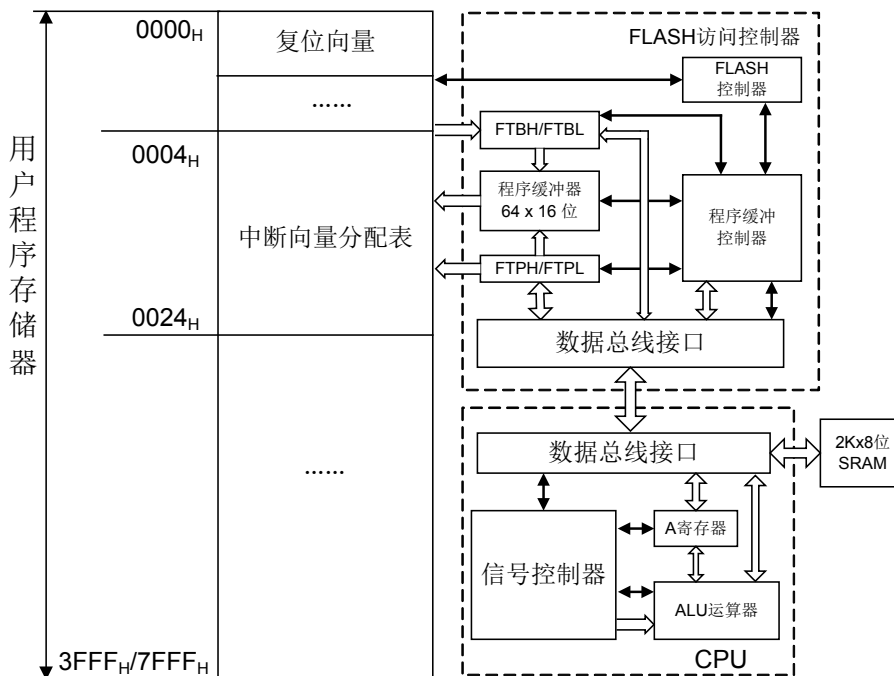 用户程序存储器
0000H
复位向量
......
0004H
中断向量分配表
0024H
......
3FFFH/7FFFH
FLASH访问控制器
FLASH
控制器
FTBH/FTBL
程序缓冲器
64 x 16 位
程序缓冲
控制器
FTPH/FTPL
数据总线接口
数据总线接口
2Kx8位
SRAM
A寄存器
信号控制器
ALU运算器
CPU